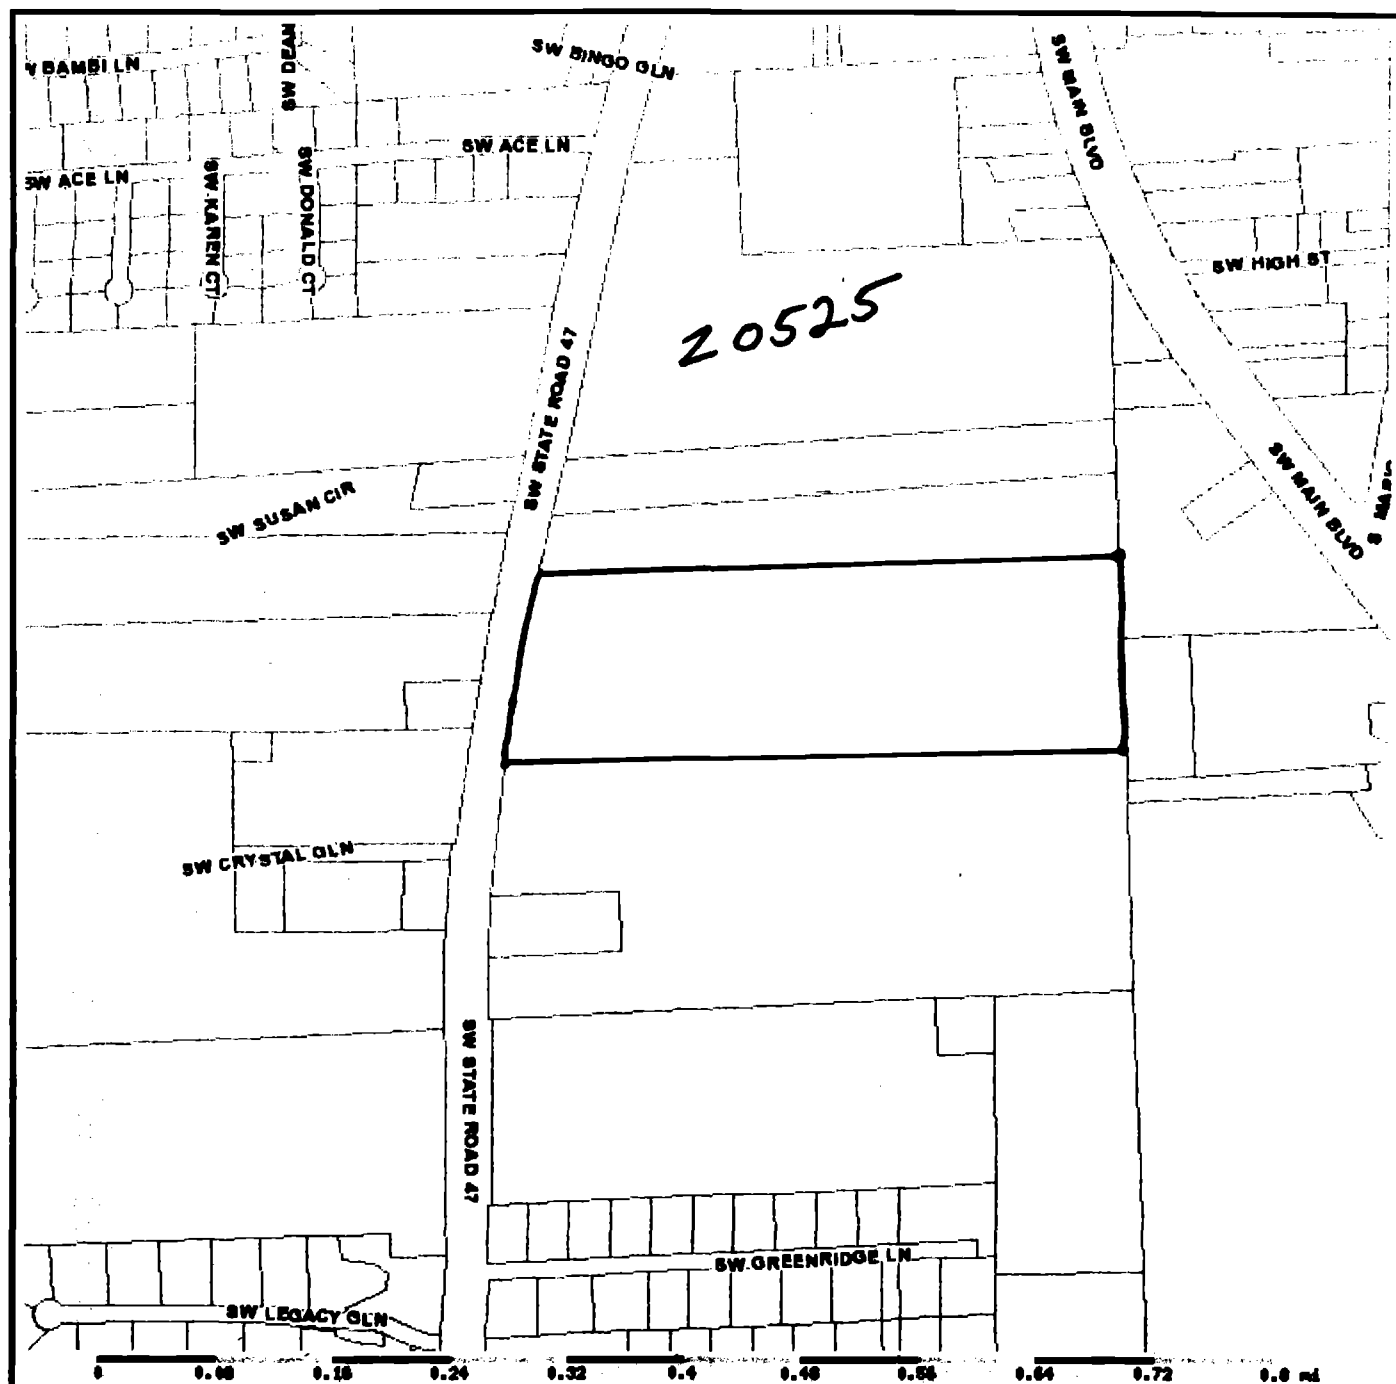 SW BAMBI LN
SW DEAN
SW BINGO GLN
SW MAIN BLVD
SW ACE LN
SW ACE LN
SW KAREN CT
SW DONALD CT
SW HIGH ST
20525
SW STATE ROAD 47
SW SUSAN CIR
SW MAIN BLVD
SW CRYSTAL GLN
SW STATE ROAD 47
SW GREENRIDGE LN
SW LEGACY GLN
0 0.08 0.16 0.24 0.32 0.4 0.48 0.56 0.64 0.72 0.8 mi